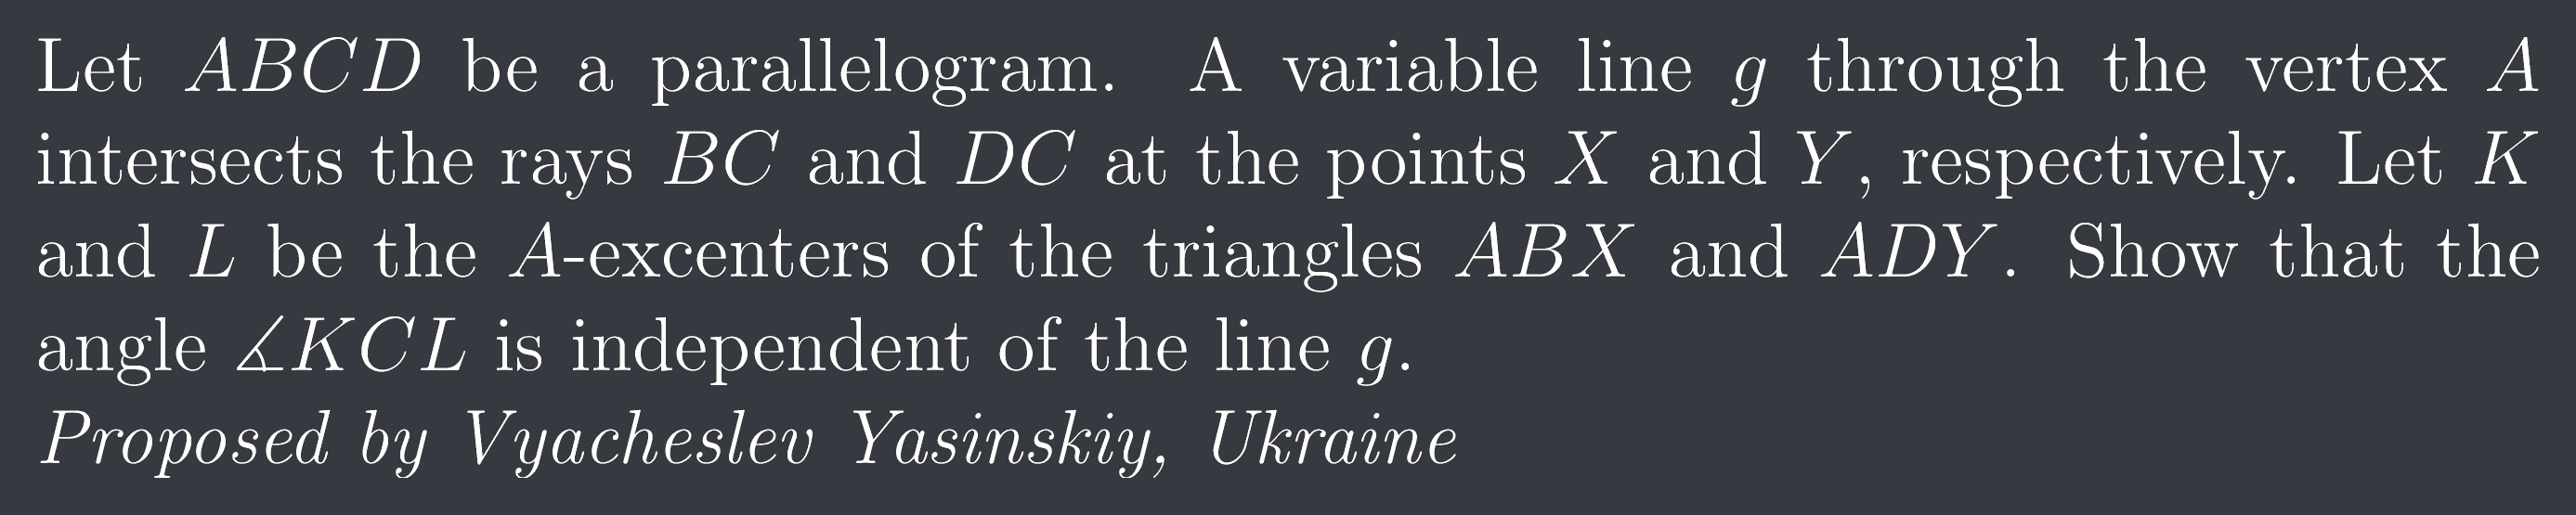 Let ABCD be a parallelogram. A variable line g through the vertex A
intersects the rays BC and DC at the points X and Y, respectively. Let K
and L be the A-excenters of the triangles ABX and ADY. Show that the
angle ∡KCL is independent of the line g.
Proposed by Vyacheslev Yasinskiy, Ukraine